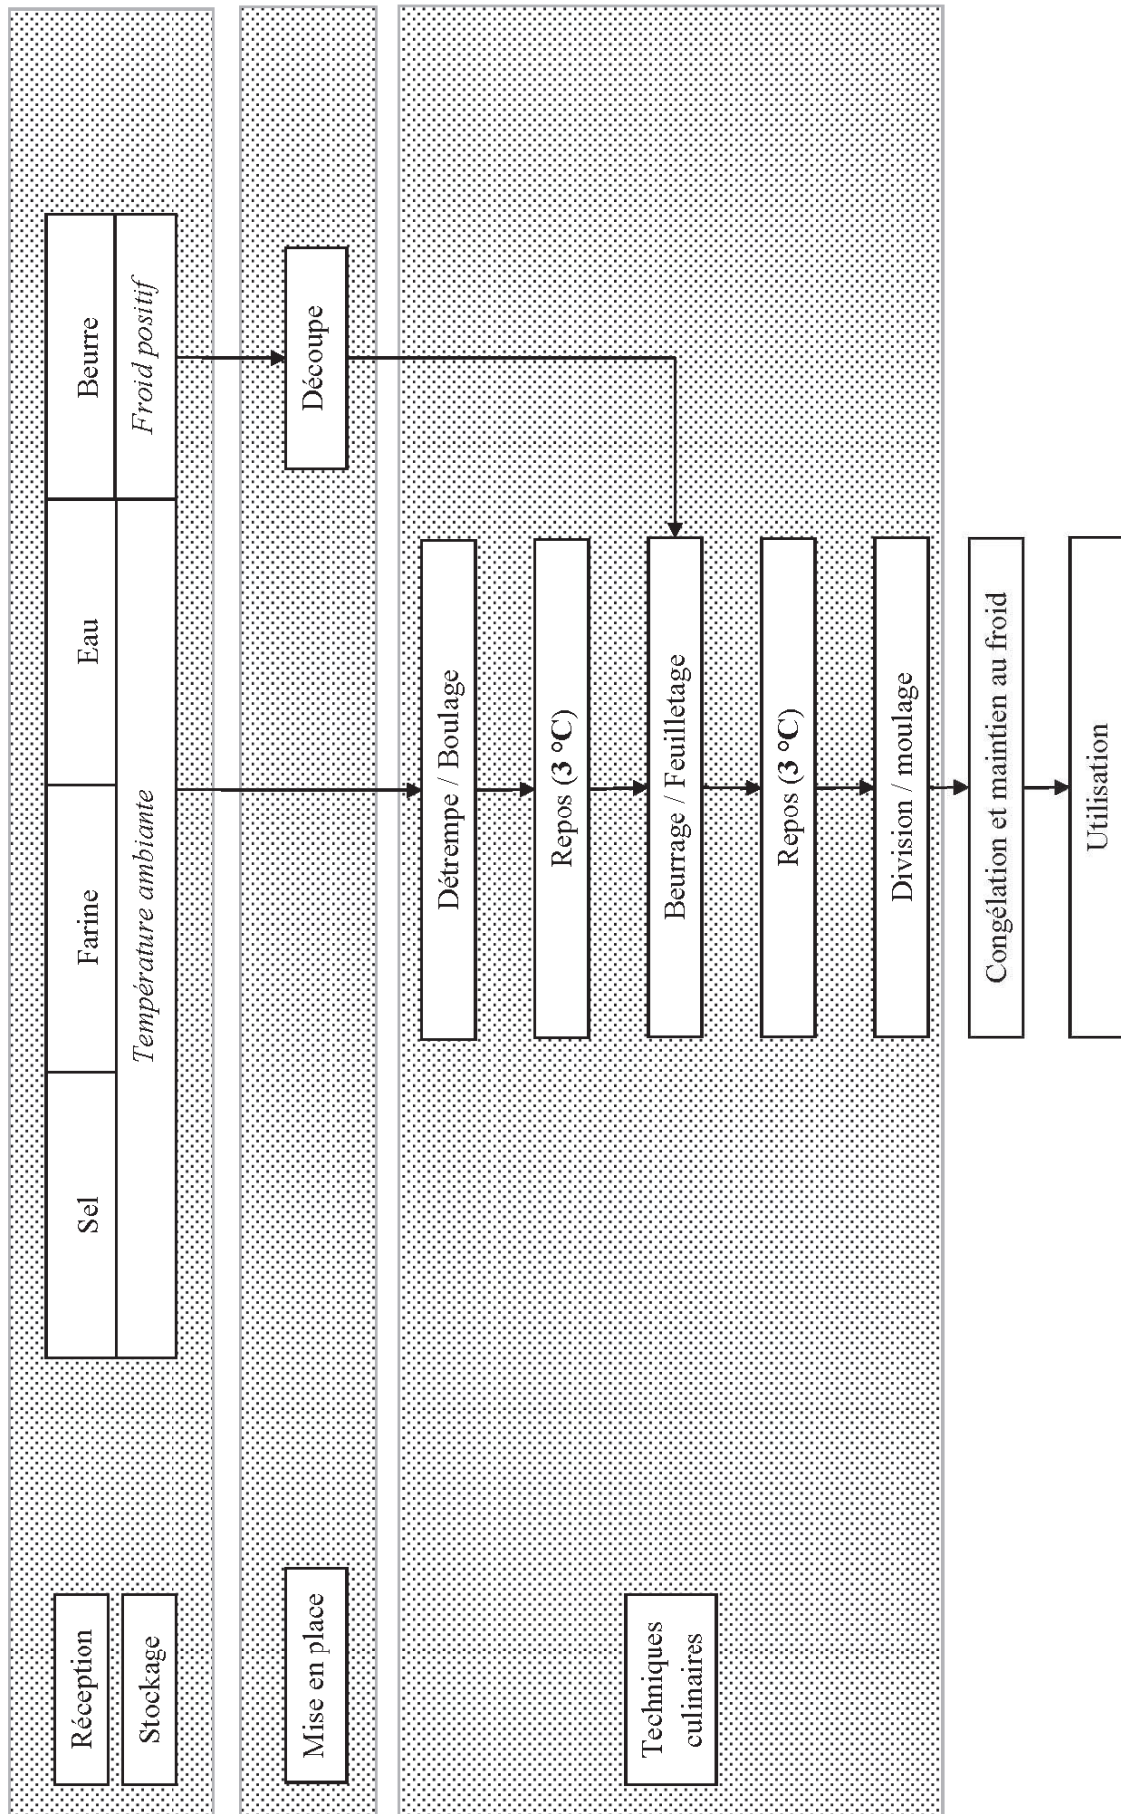 Réception
Sel
Farine
Eau
Beurre
Stockage
Température ambiante
Froid positif
Mise en place
Découpe
Techniques
culinaires
Détrempe / Boulage
Repos (3 °C)
Beurrage / Feuilletage
Repos (3 °C)
Division / moulage
Congélation et maintien au froid
Utilisation